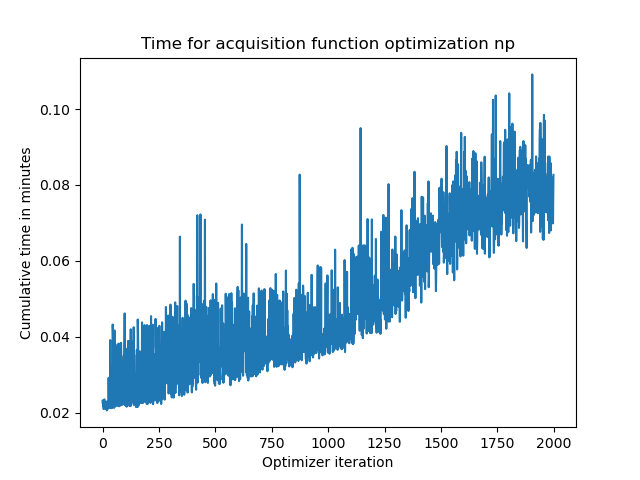 Time for acquisition function optimization np
Cumulative time in minutes
0.10
0.08
0.06
0.04
0.02
0 250 500 750 1000 1250 1500 1750 2000
Optimizer iteration